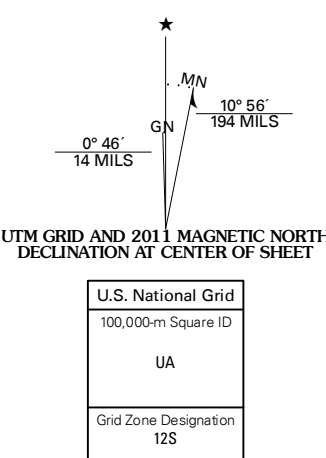 ★
MN
GN
10° 56´
194 MILS
0° 46´
14 MILS
UTM GRID AND 2011 MAGNETIC NORTH
DECLINATION AT CENTER OF SHEET
U.S. National Grid
100,000-m Square ID
UA
Grid Zone Designation
12S